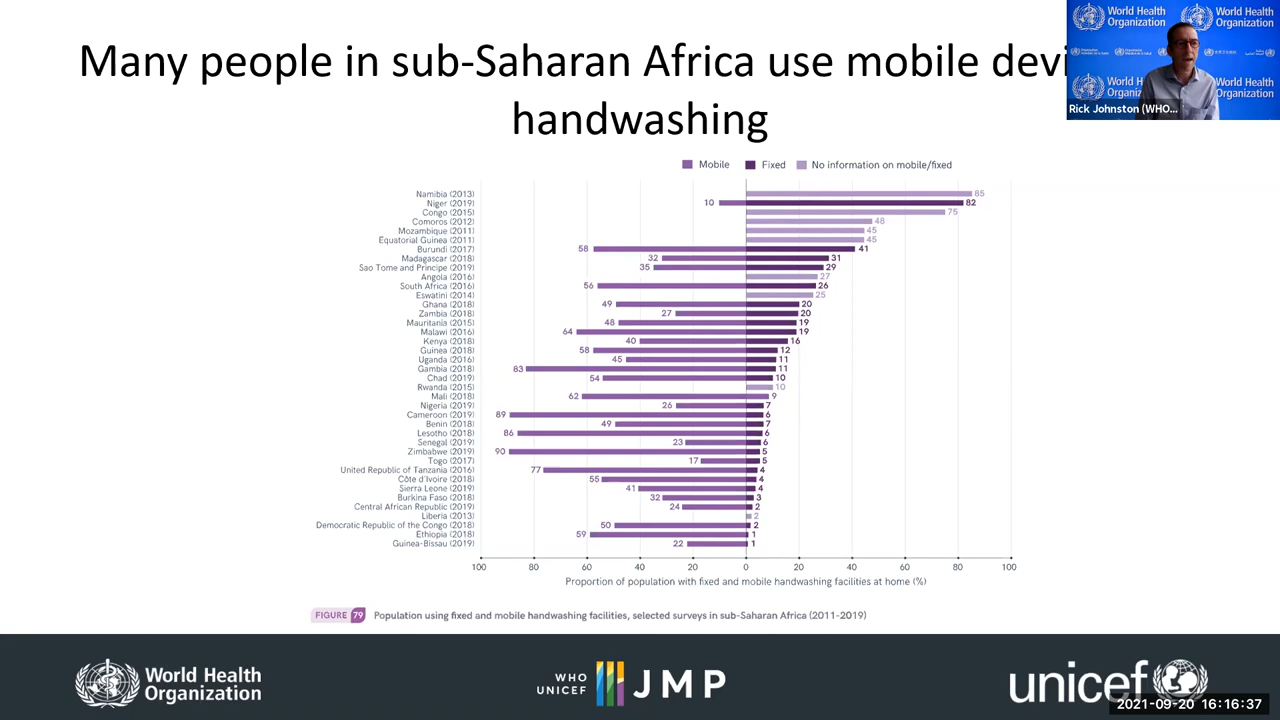 Many people in sub-Saharan Africa use mobile devi
handwashing
World Health
Organization
World Health
Organization
Rick Johnston (WHO...
Mobile Fixed No information on mobile/fixed
Namibia (2013) 85
Niger (2019) 10 82
Congo (2015) 75
Comoros (2012) 48
Mozambique (2011) 45
Equatorial Guinea (2011) 45
Burundi (2017) 58 41
Madagascar (2018) 32 31
Sao Tome and Principe (2019) 35 29
Angola (2016) 27
South Africa (2016) 56 26
Eswatini (2014) 25
Ghana (2018) 49 20
Zambia (2018) 27 20
Mauritania (2015) 48 19
Malawi (2016) 64 19
Kenya (2018) 40 16
Guinea (2018) 58 12
Uganda (2016) 45 11
Gambia (2018) 83 11
Chad (2019) 54 10
Rwanda (2015) 10
Mali (2018) 62 9
Nigeria (2019) 26 7
Cameroon (2019) 89 6
Benin (2018) 49 7
Lesotho (2018) 86 6
Senegal (2019) 23 6
Zimbabwe (2019) 90 5
Togo (2017) 17 5
United Republic of Tanzania (2016) 77 4
Côte d'Ivoire (2018) 55 4
Sierra Leone (2019) 41 4
Burkina Faso (2018) 32 3
Central African Republic (2019) 24 2
Liberia (2013) 2
Democratic Republic of the Congo (2018) 50 2
Ethiopia (2018) 59 1
Guinea-Bissau (2019) 22 1
100 80 60 40 20 0 20 40 60 80 100
Proportion of population with fixed and mobile handwashing facilities at home (%)
FIGURE 79 Population using fixed and mobile handwashing facilities, selected surveys in sub-Saharan Africa (2011-2019)
World Health
Organization
WHO
UNICEF
JMP
unicef
2021-09-20 16:16:37